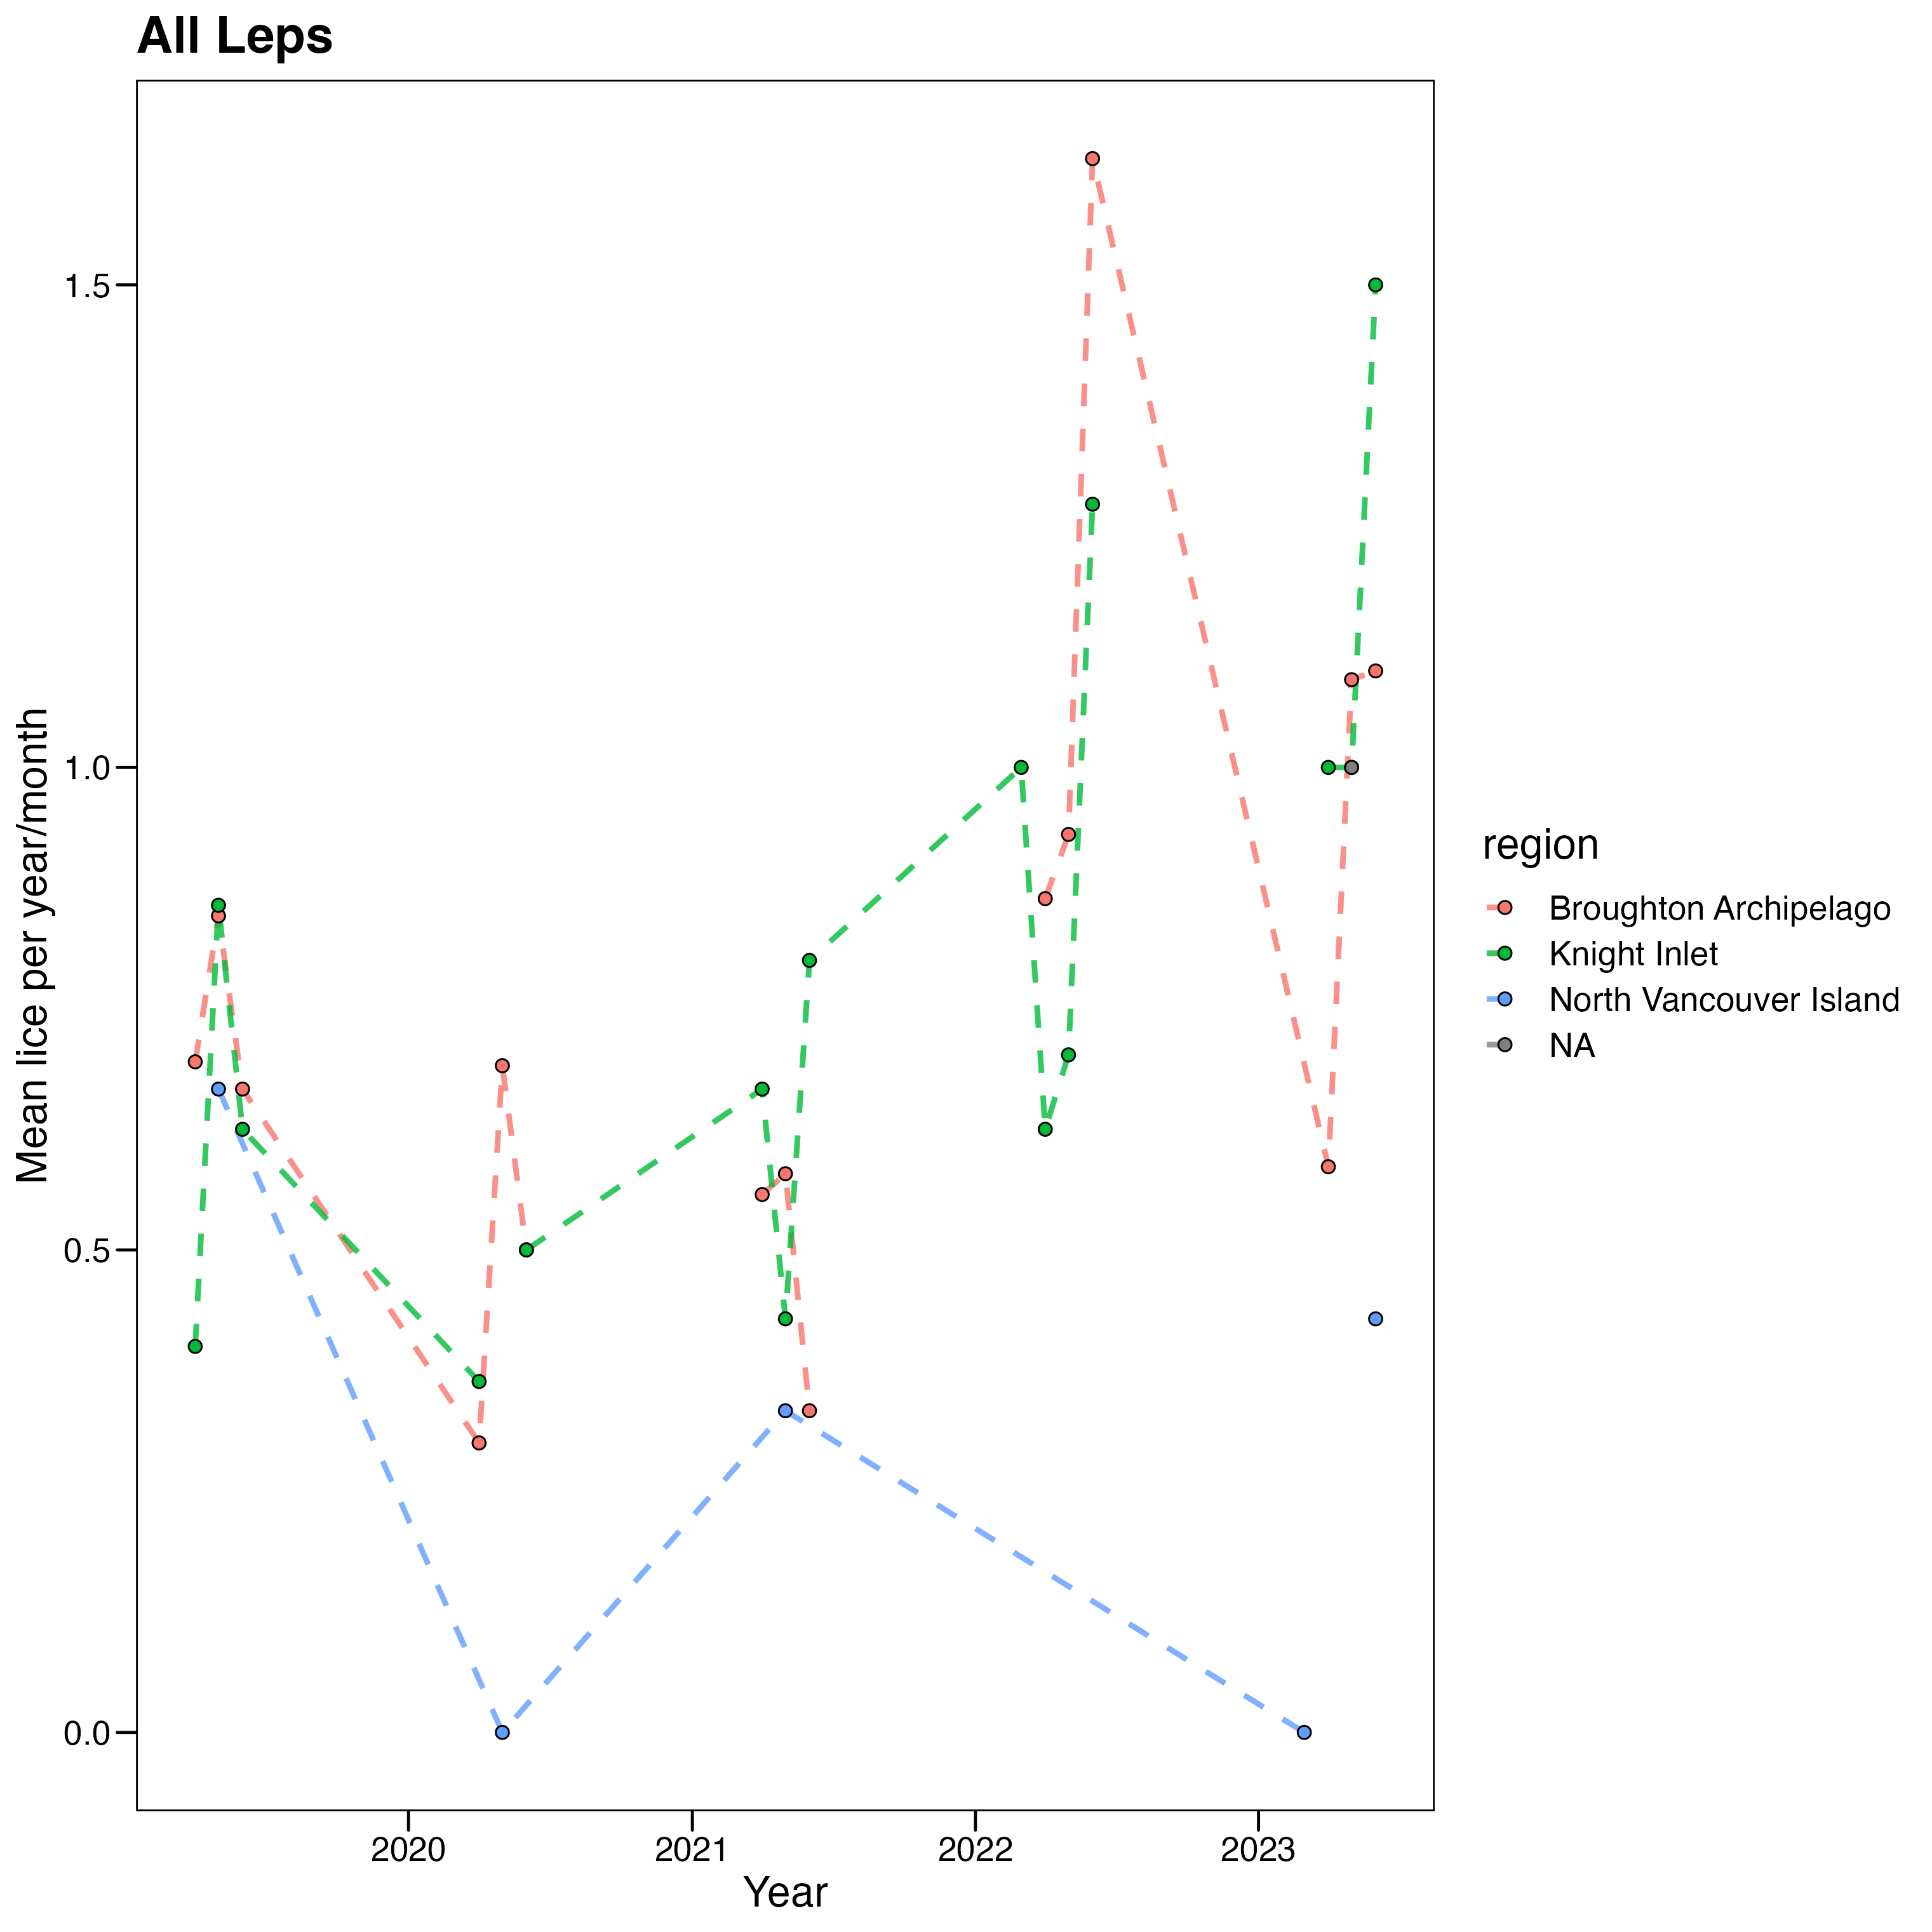 All Leps
Mean lice per year/month
1.5
1.0
0.5
0.0
2020
2021
2022
2023
Year
region
Broughton Archipelago
Knight Inlet
North Vancouver Island
NA